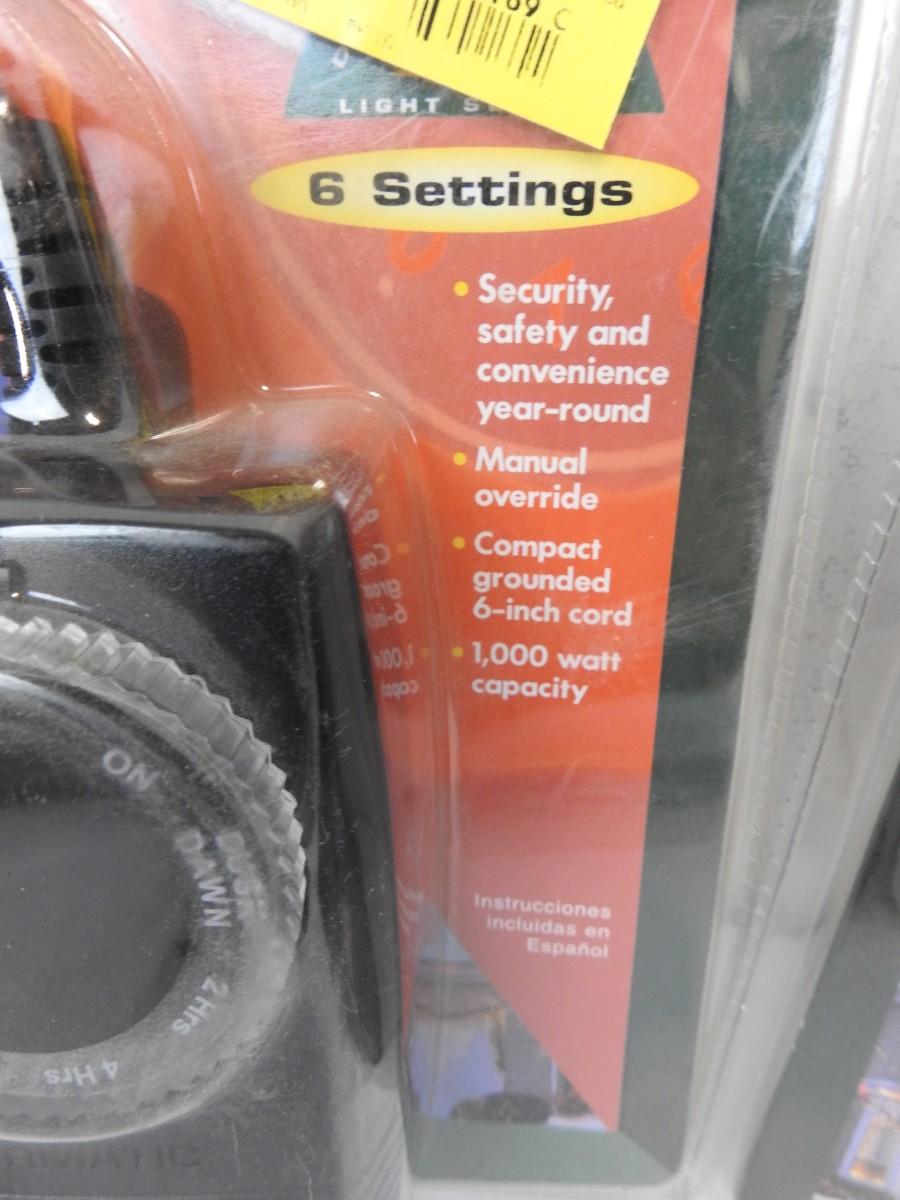 LIGHT
6 Settings
• Security,
safety and
convenience
year-round
• Manual
override
• Compact
grounded
6-inch cord
• 1,000 watt
capacity
Instrucciones
incluidas en
Español
ON
DUSK
DAWN
2 Hrs
4 Hrs